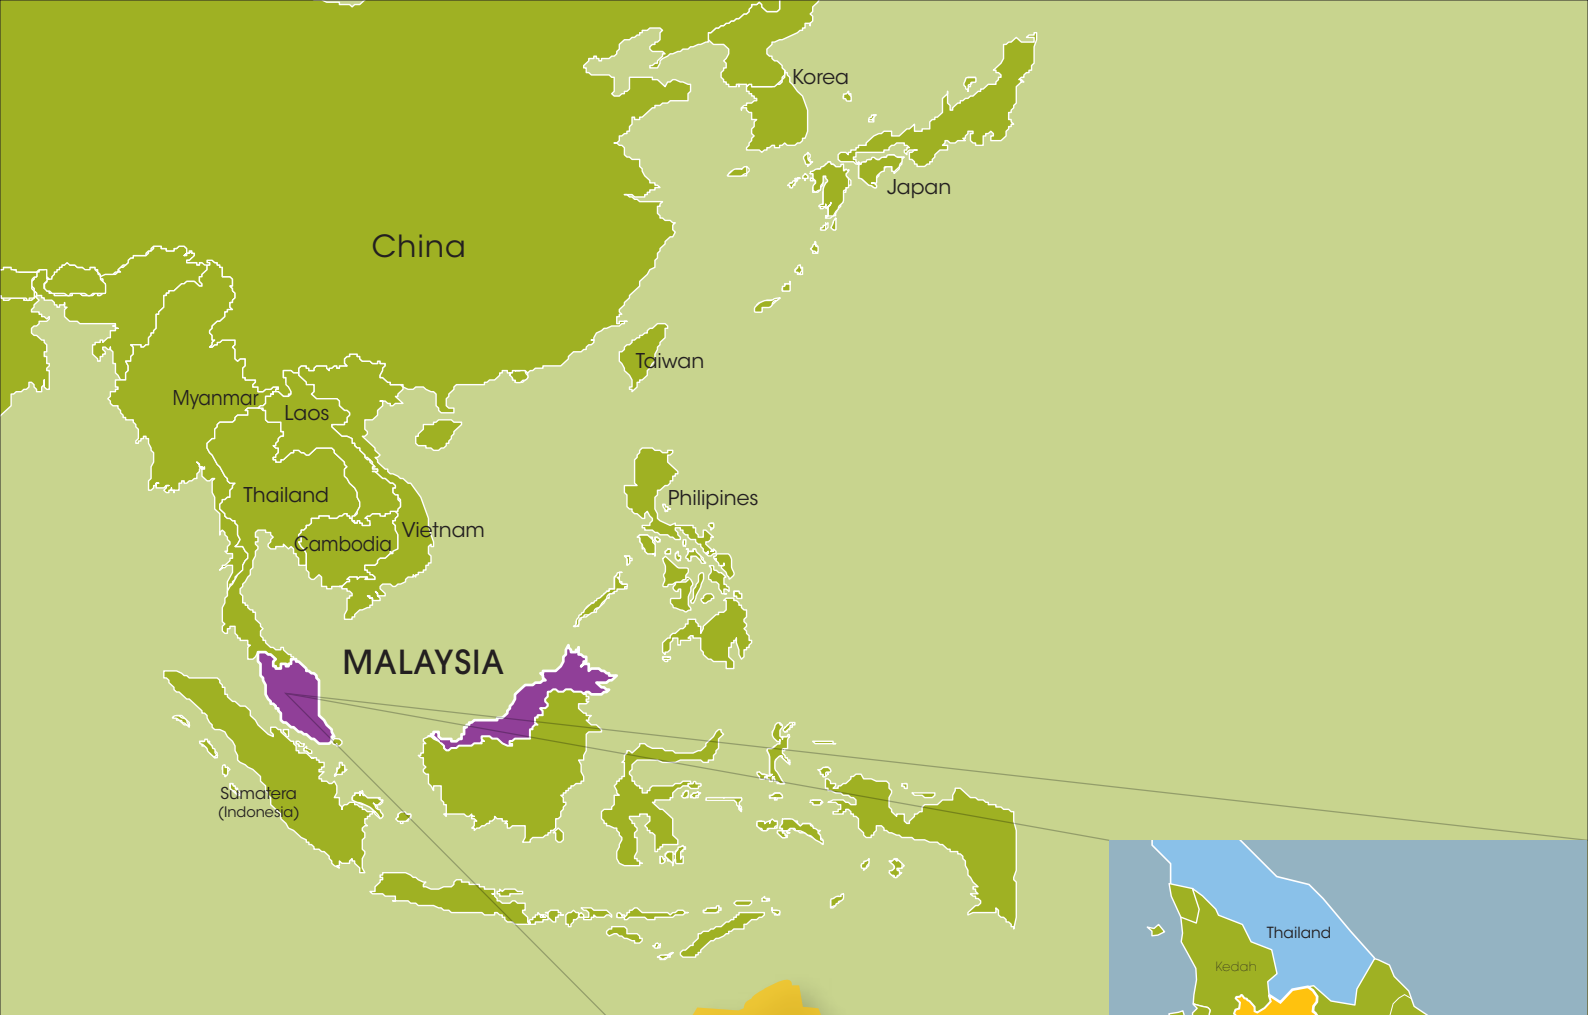 Korea
Japan
China
Taiwan
Myanmar
Laos
Thailand
Philipines
Vietnam
Cambodia
MALAYSIA
Sumatera
(Indonesia)
Thailand
Kedah